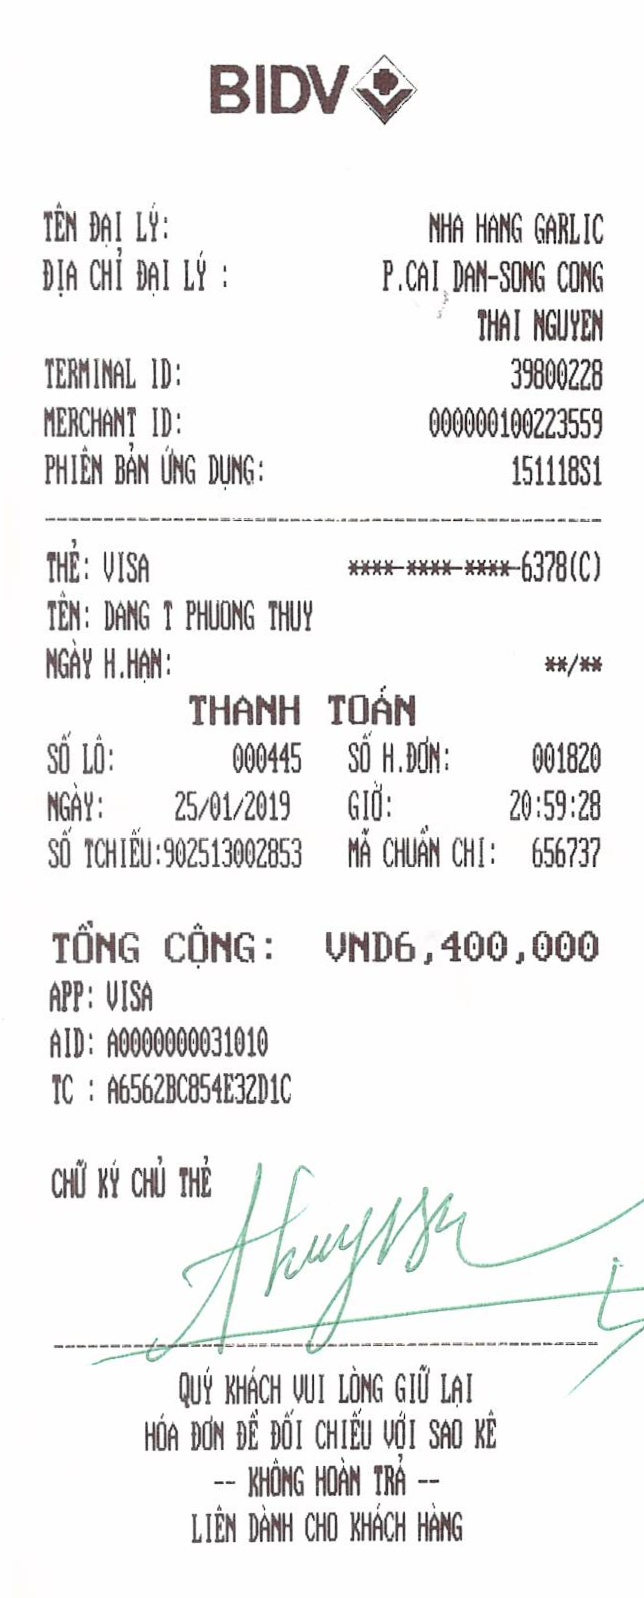 BIDV
TÊN ĐẠI LÝ: NHA HANG GARLIC
ĐỊA CHỈ ĐẠI LÝ : P.CAI DAN-SONG CONG
THAI NGUYEN
TERMINAL ID: 39800228
MERCHANT ID: 000000100223559
PHIÊN BẢN ỨNG DỤNG: 151118S1
THẺ: VISA ****-****-****-6378(C)
TÊN: DANG T PHUONG THUY
NGÀY H.HẠN: **/**
THANH TOÁN
SỐ LÔ: 000445 SỐ H.ĐƠN: 001820
NGÀY: 25/01/2019 GIỜ: 20:59:28
SỐ TCHIẾU:902513002853 MÃ CHUẨN CHI: 656737
TỔNG CỘNG: VND6,400,000
APP: VISA
AID: A0000000031010
TC : A6562BC854E32D1C
CHỮ KÝ CHỦ THẺ
QUÝ KHÁCH VUI LÒNG GIỮ LẠI
HÓA ĐƠN ĐỂ ĐỐI CHIẾU VỚI SAO KÊ
-- KHÔNG HOÀN TRẢ --
LIÊN DÀNH CHO KHÁCH HÀNG